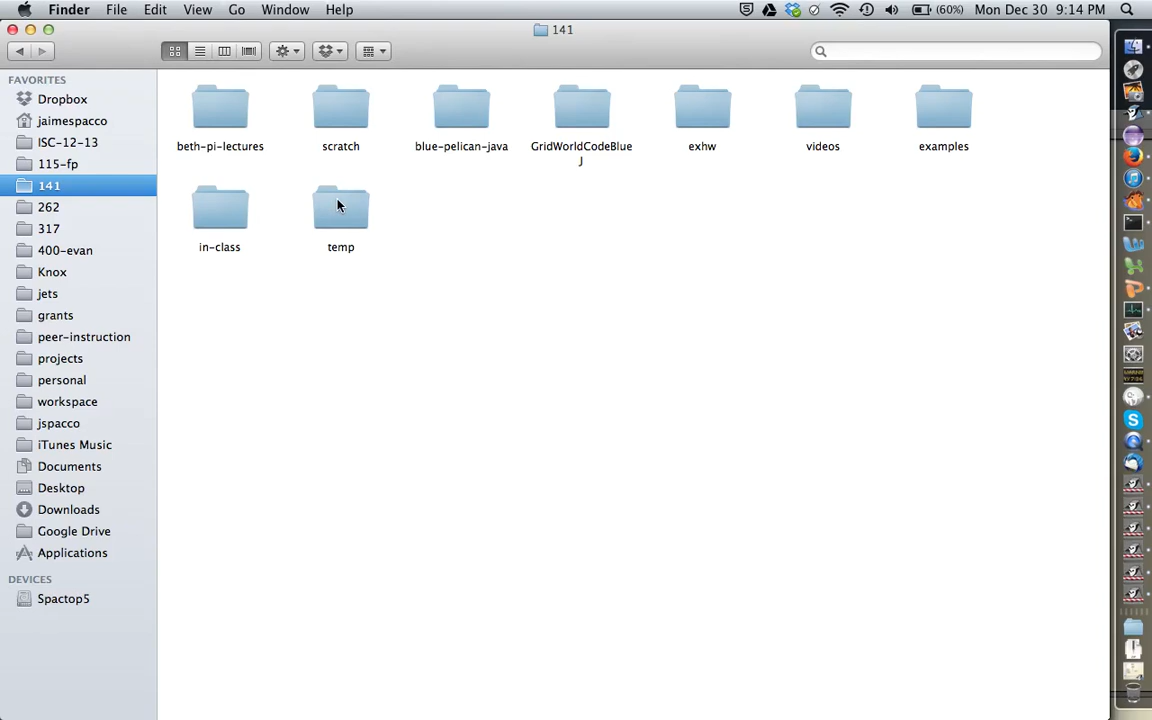 Finder File Edit View Go Window Help (60%) Mon Dec 30 9:14 PM
141
FAVORITES
Dropbox
jaimespacco
ISC-12-13
115-fp
141
262
317
400-evan
Knox
jets
grants
peer-instruction
projects
personal
workspace
jspacco
iTunes Music
Documents
Desktop
Downloads
Google Drive
Applications
DEVICES
Spactop5
beth-pi-lectures scratch blue-pelican-java GridWorldCodeBlue exhw videos examples
J
in-class temp